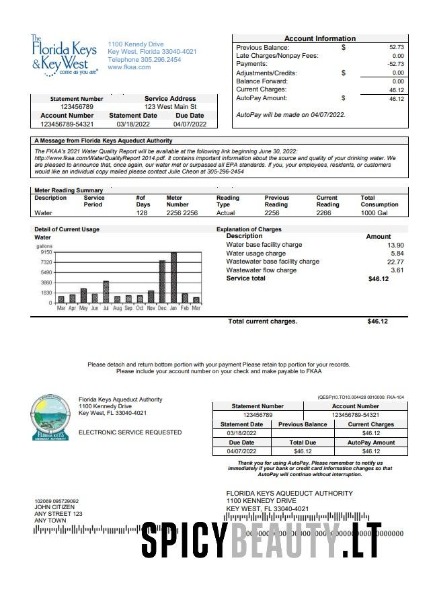 The
Florida Keys
& Key West
come as you are®
1100 Kenedy Drive
Key West, Florida 33040-4021
Telephone 305.296.2454
www.fkaa.com
Account Information
Previous Balance: $ 52.73
Late Charges/Nonpay Fees: 0.00
Payments: -52.73
Adjustments/Credits: $ 0.00
Balance Forward: 0.00
Current Charges: 46.12
AutoPay Amount: $ 46.12
AutoPay will be made on 04/07/2022.
Statement Number Service Address
123456789 123 West Main St
Account Number Statement Date Due Date
123456789-54321 03/18/2022 04/07/2022
A Message from Florida Keys Aqueduct Authority
The FKAA's 2021 Water Quality Report will be available at the following link beginning June 30, 2022:
http://www.fkaa.com/WaterQualityReport 2014.pdf. It contains important information about the source and quality of your drinking water. We
are pleased to announce that, once again, our water met or surpassed all EPA standards. If you, your employees, residents, or customers
would like an individual copy mailed please contact Julie Cheon at 305-296-2454
Meter Reading Summary
Description Service Period #of Days Meter Number Reading Type Previous Reading Current Reading Total Consumption
Water 128 2256 2256 Actual 2256 2266 1000 Gal
Detail of Current Usage
Water
gallons
9150
7320
5490
3660
1830
0
Mar Apr May Jun Jul Aug Sep Oct Nov Dec Jan Feb Mar
Explanation of Charges
Description Amount
Water base facility charge 13.90
Water usage charge 5.84
Wastewater base facility charge 22.77
Wastewater flow charge 3.61
Service total $46.12
Total current charges. $46.12
Please detach and return bottom portion with your payment Please retain top portion for your records.
Please include your account number on your check and make payable to FKAA
Florida Keys Aqueduct Authority
1100 Kennedy Drive
Key West, FL 33040-4021
ELECTRONIC SERVICE REQUESTED
Statement Number Account Number
123456789 123456789-54321
Statement Date Previous Balance Current Charges
03/18/2022 $46.12
Due Date Total Due AutoPay Amount
04/07/2022 $46.12 $46.12
Thank you for using AutoPay. Please remember to notify us
immediately if your bank or card information changes so that
AutoPay will continue without interruption.
JOHN CITIZEN
ANY STREET 123
ANY TOWN
FLORIDA KEYS AQUEDUCT AUTHORITY
1100 KENNEDY DRIVE
KEY WEST, FL 33040-4021
SPICYBEAUTY.LT